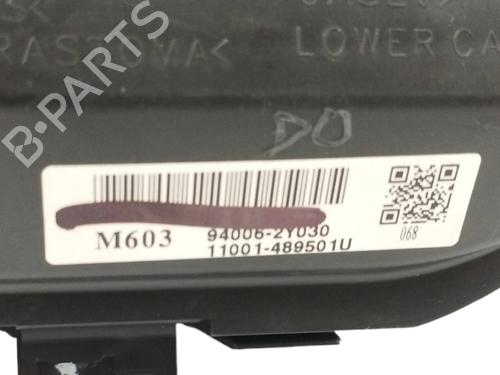 LOWER CA
DO
M603 94006-2Y030
11001-489501U
068
B-PARTS